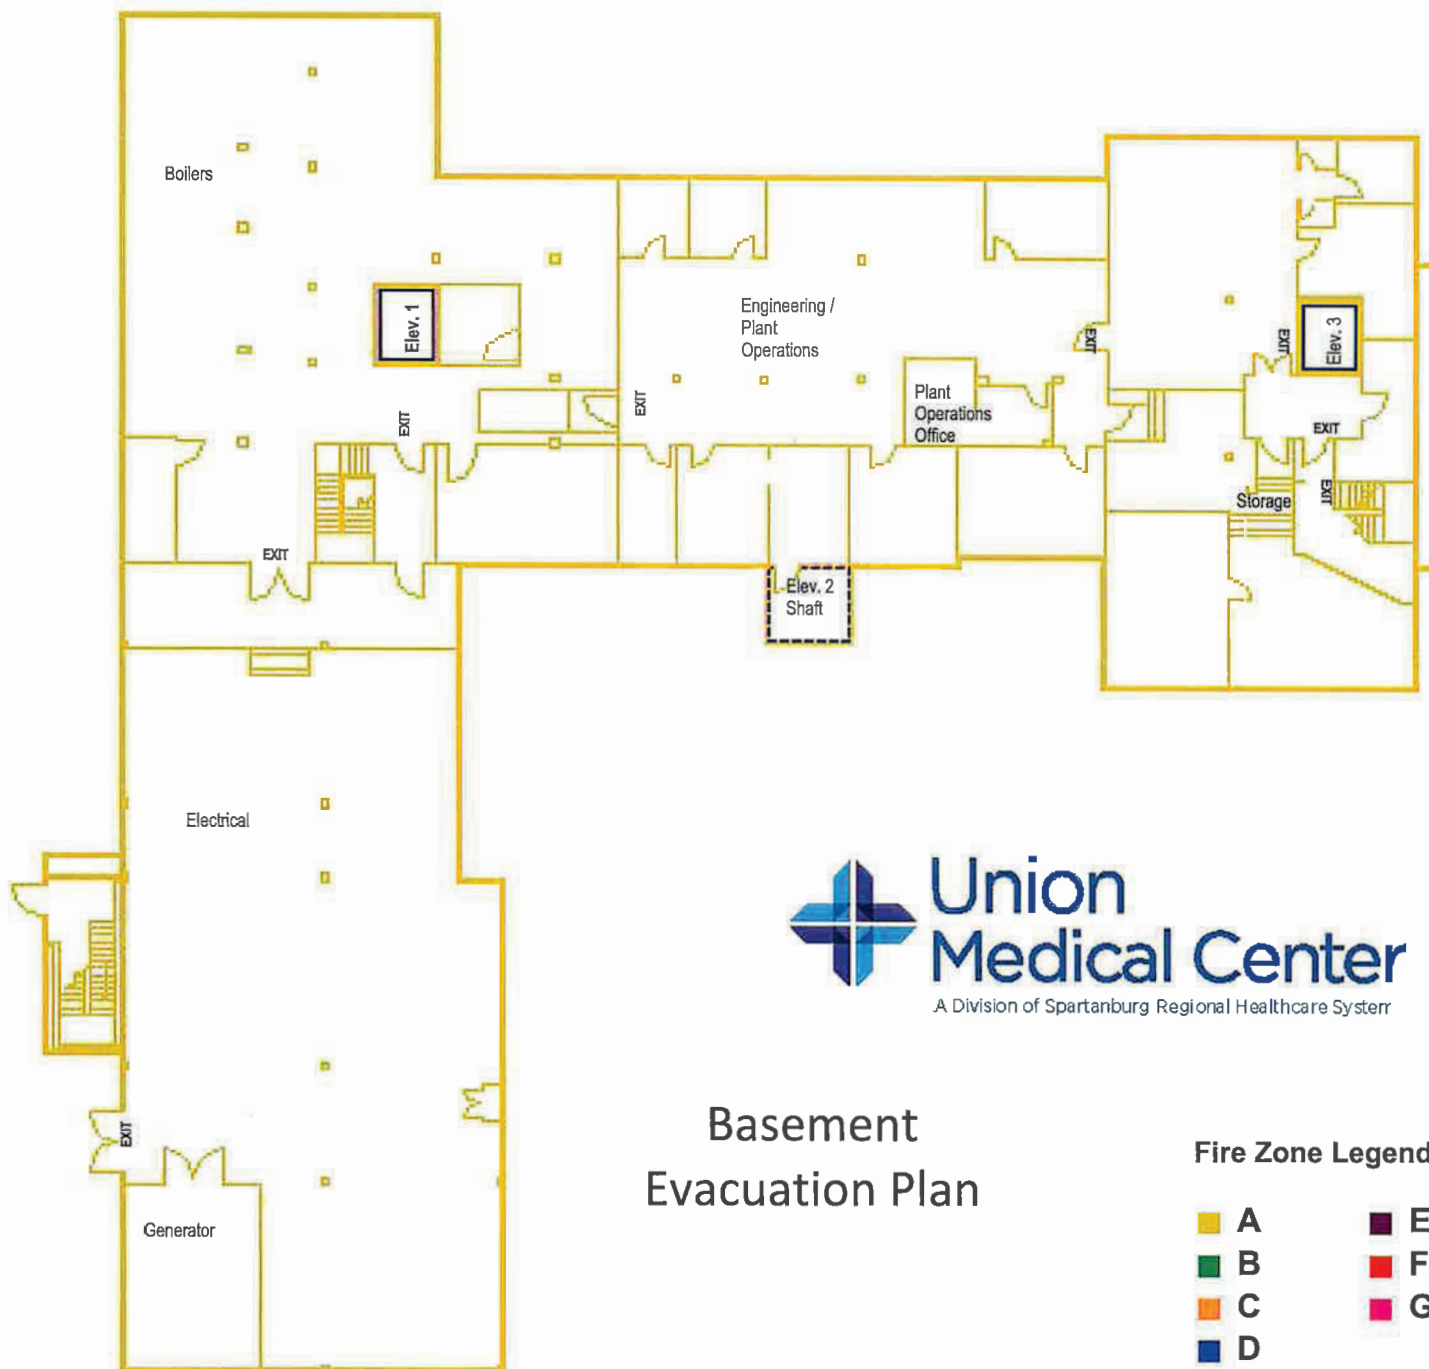 Boilers
Elev. 1
Engineering /
Plant
Operations
EXIT
EXIT
Elev. 3
EXIT
EXIT
Plant
Operations
Office
EXIT
EXIT
Storage
EXIT
Elev. 2
Shaft
Electrical
Union
Medical Center
A Division of Spartanburg Regional Healthcare System
Basement
Evacuation Plan
EXIT
Generator
Fire Zone Legend
A
E
B
F
C
G
D